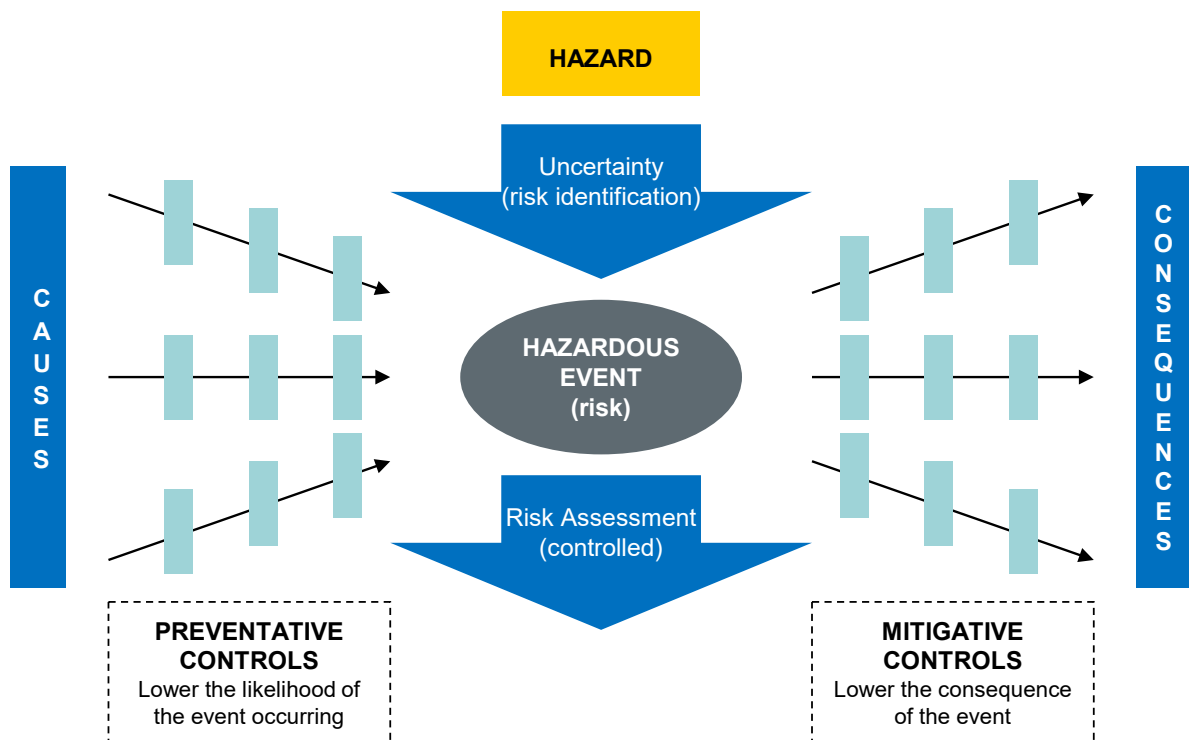 HAZARD
Uncertainty
(risk identification)
C
A
U
S
E
S
HAZARDOUS
EVENT
(risk)
C
O
N
S
E
Q
U
E
N
C
E
S
Risk Assessment
(controlled)
PREVENTATIVE
CONTROLS
Lower the likelihood of
the event occurring
MITIGATIVE
CONTROLS
Lower the consequence
of the event